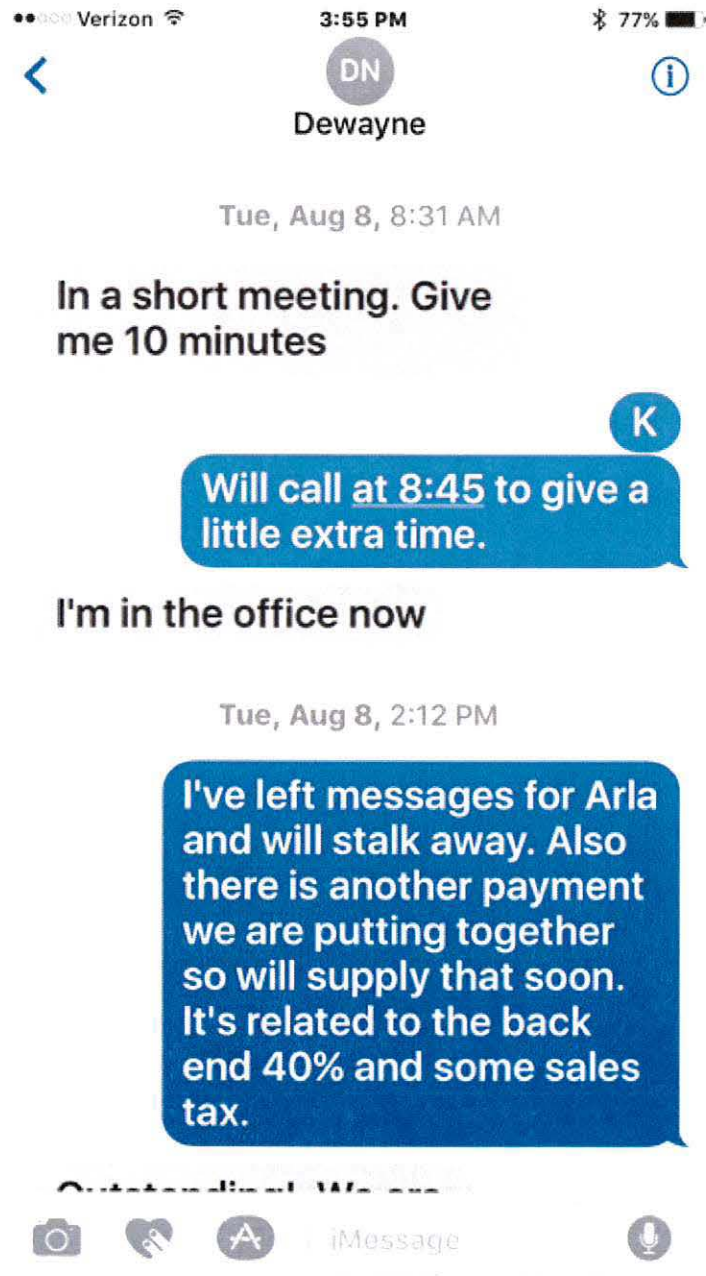 Verizon 3:55 PM 77%
DN
Dewayne
Tue, Aug 8, 8:31 AM
In a short meeting. Give
me 10 minutes
K
Will call at 8:45 to give a
little extra time.
I'm in the office now
Tue, Aug 8, 2:12 PM
I've left messages for Arla
and will stalk away. Also
there is another payment
we are putting together
so will supply that soon.
It's related to the back
end 40% and some sales
tax.
Outstanding! We are
iMessage